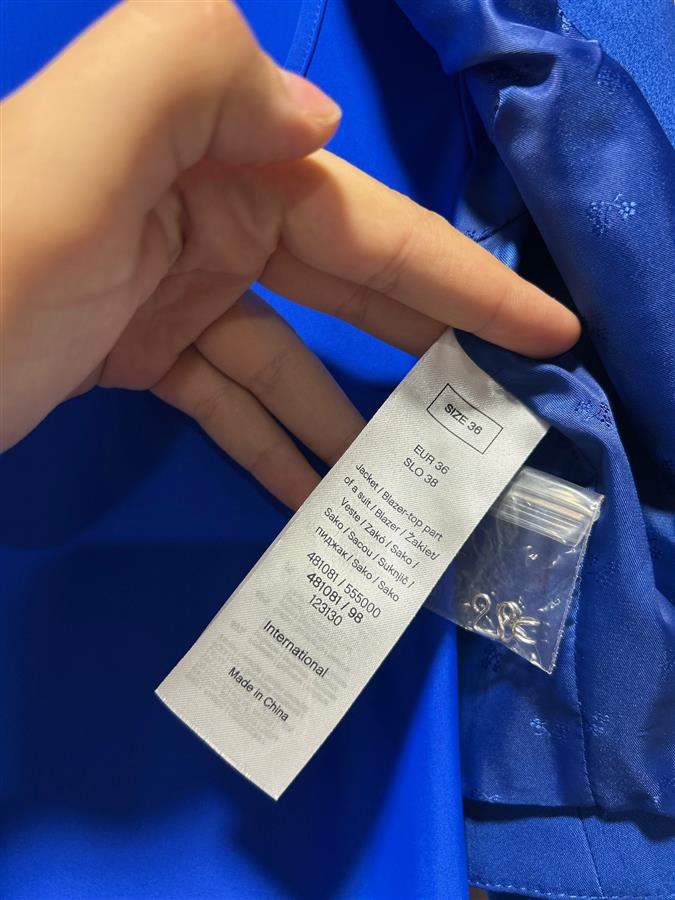 SIZE 36
EUR 36
SLO 38
Jacket / Blazer-top part
of a suit / Blazer / Žakiet/
Veste / Zakó / Sako /
Sako / Sacou / Suknjič /
пиджак / Sako / Sako
481081 / 555000
481081 / 98
123130
International
Made in China